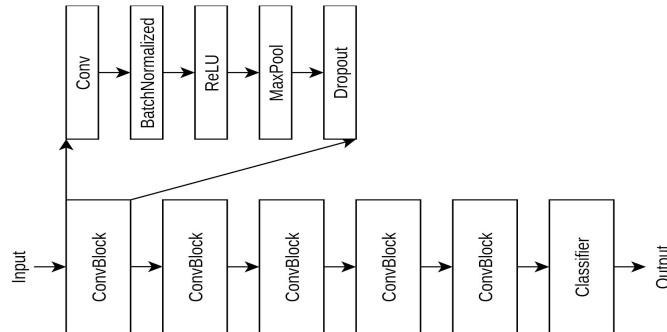 Conv
BatchNormalized
ReLU
MaxPool
Dropout
Input
ConvBlock
ConvBlock
ConvBlock
ConvBlock
ConvBlock
Classifier
Output